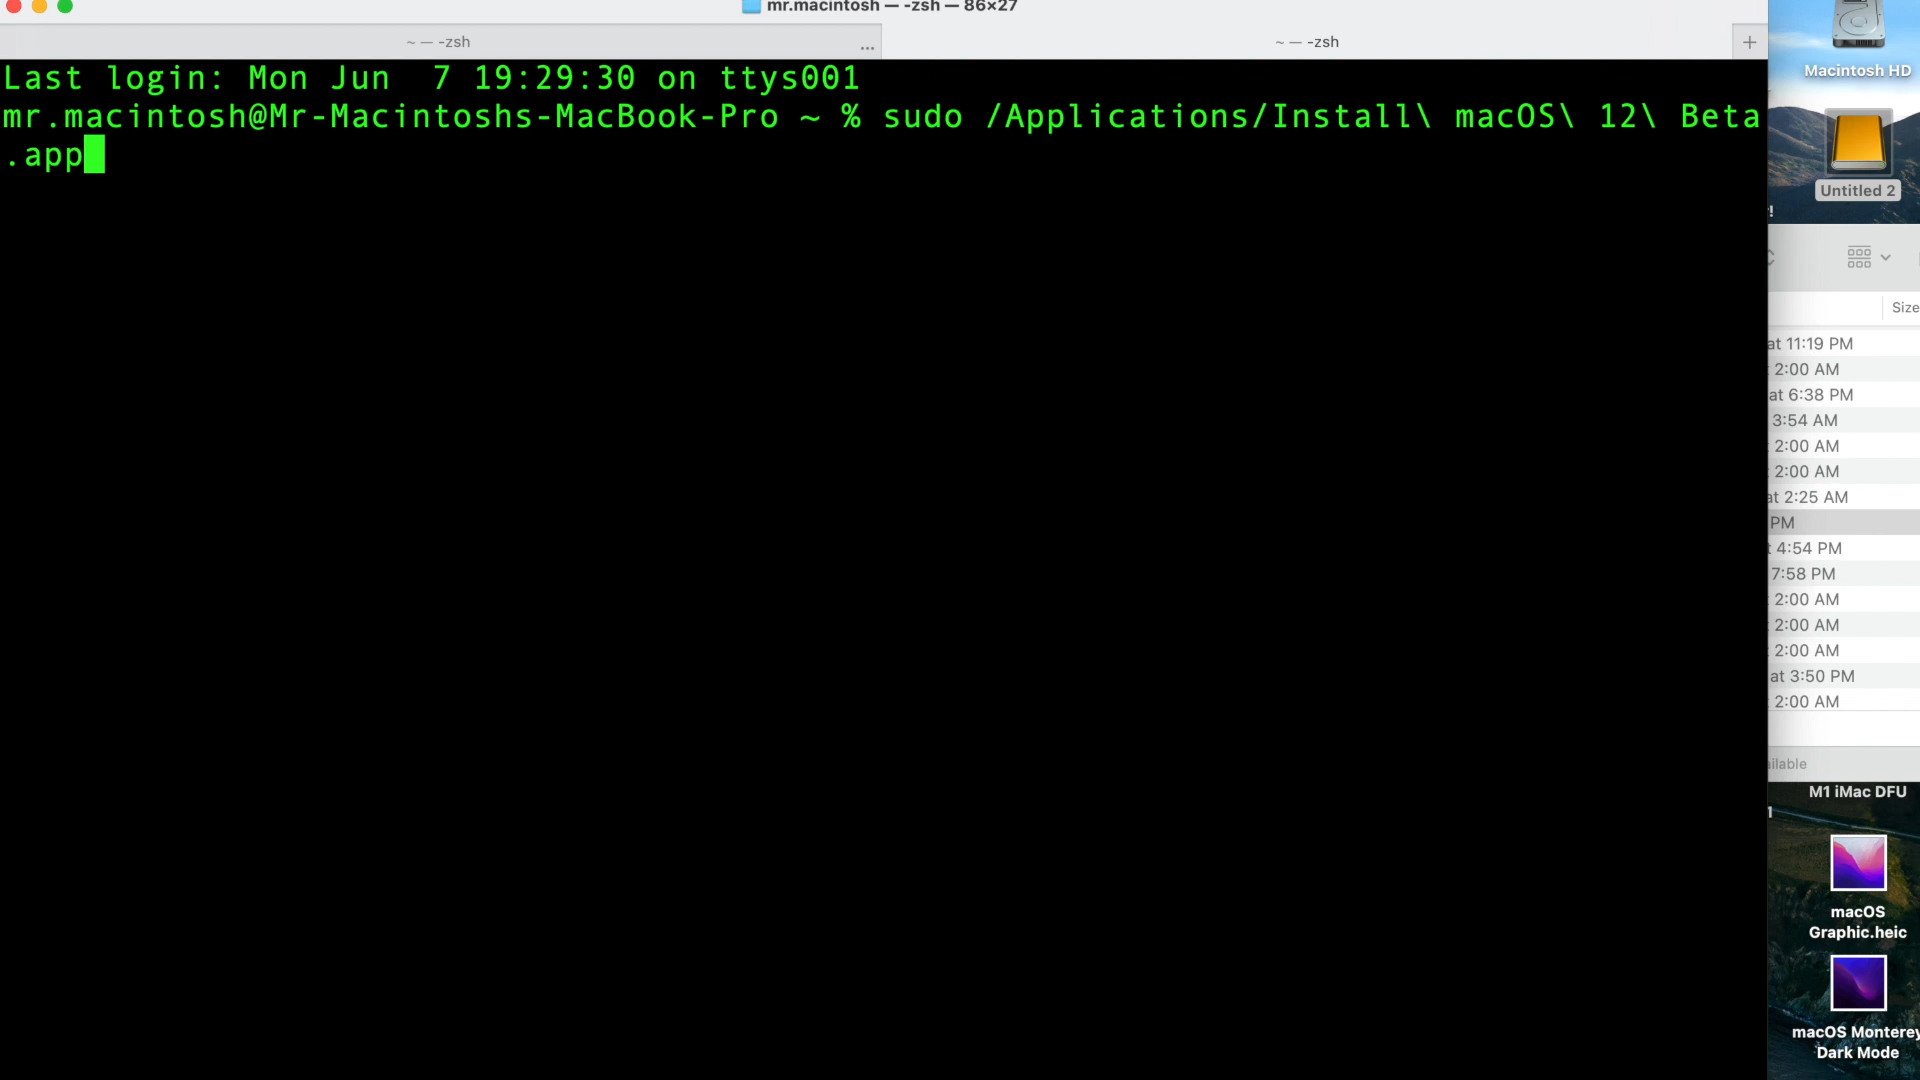 mr.macintosh — -zsh — 86×27
~ — -zsh
...
~ — -zsh
Last login: Mon Jun  7 19:29:30 on ttys001
mr.macintosh@Mr-Macintoshs-MacBook-Pro ~ % sudo /Applications/Install\ macOS\ 12\ Beta
.app
Macintosh HD
Untitled 2
!
Size
at 11:19 PM
2:00 AM
at 6:38 PM
3:54 AM
2:00 AM
2:00 AM
at 2:25 AM
PM
4:54 PM
7:58 PM
2:00 AM
2:00 AM
2:00 AM
at 3:50 PM
2:00 AM
ilable
M1 iMac DFU
macOS
Graphic.heic
macOS Monterey
Dark Mode